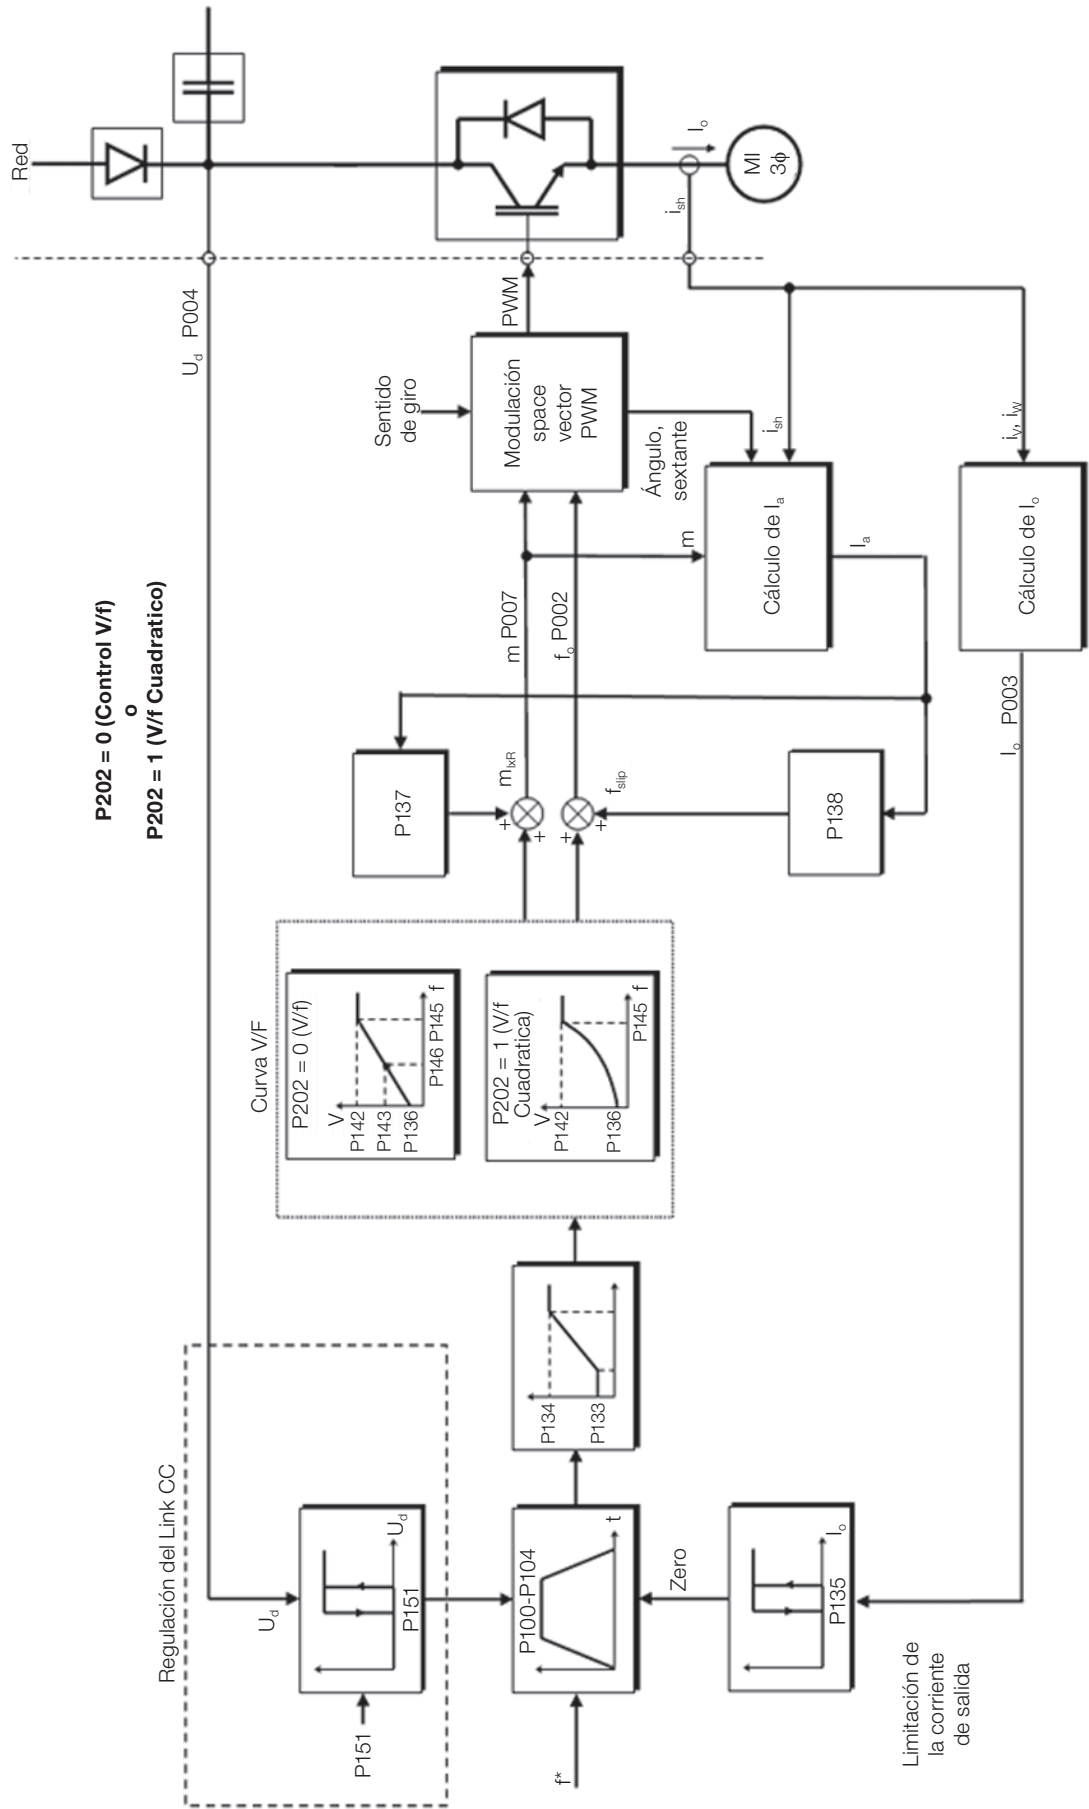 P202 = 0 (Control V/f)
o
P202 = 1 (V/f Cuadratico)
Regulación del Link CC
P151
U_d
U_d
P151
f*
P100-P104
t
Zero
I_o
P135
Limitación de
la corriente
de salida
P134
P133
Curva V/F
P202 = 0 (V/f)
V
P142
P143
P136
P146 P145 f
P202 = 1 (V/f
Cuadratica)
V
P142
P136
P145 f
P137
m_IxR
+
+
+
+
f_slip
P138
m P007
f_o P002
Sentido
de giro
Modulación
space
vector
PWM
PWM
Ángulo,
sextante
m
i_sh
Cálculo de I_a
I_a
i_v, i_w
Cálculo de I_o
I_o P003
U_d P004
Red
i_sh
I_o
MI
3ϕ